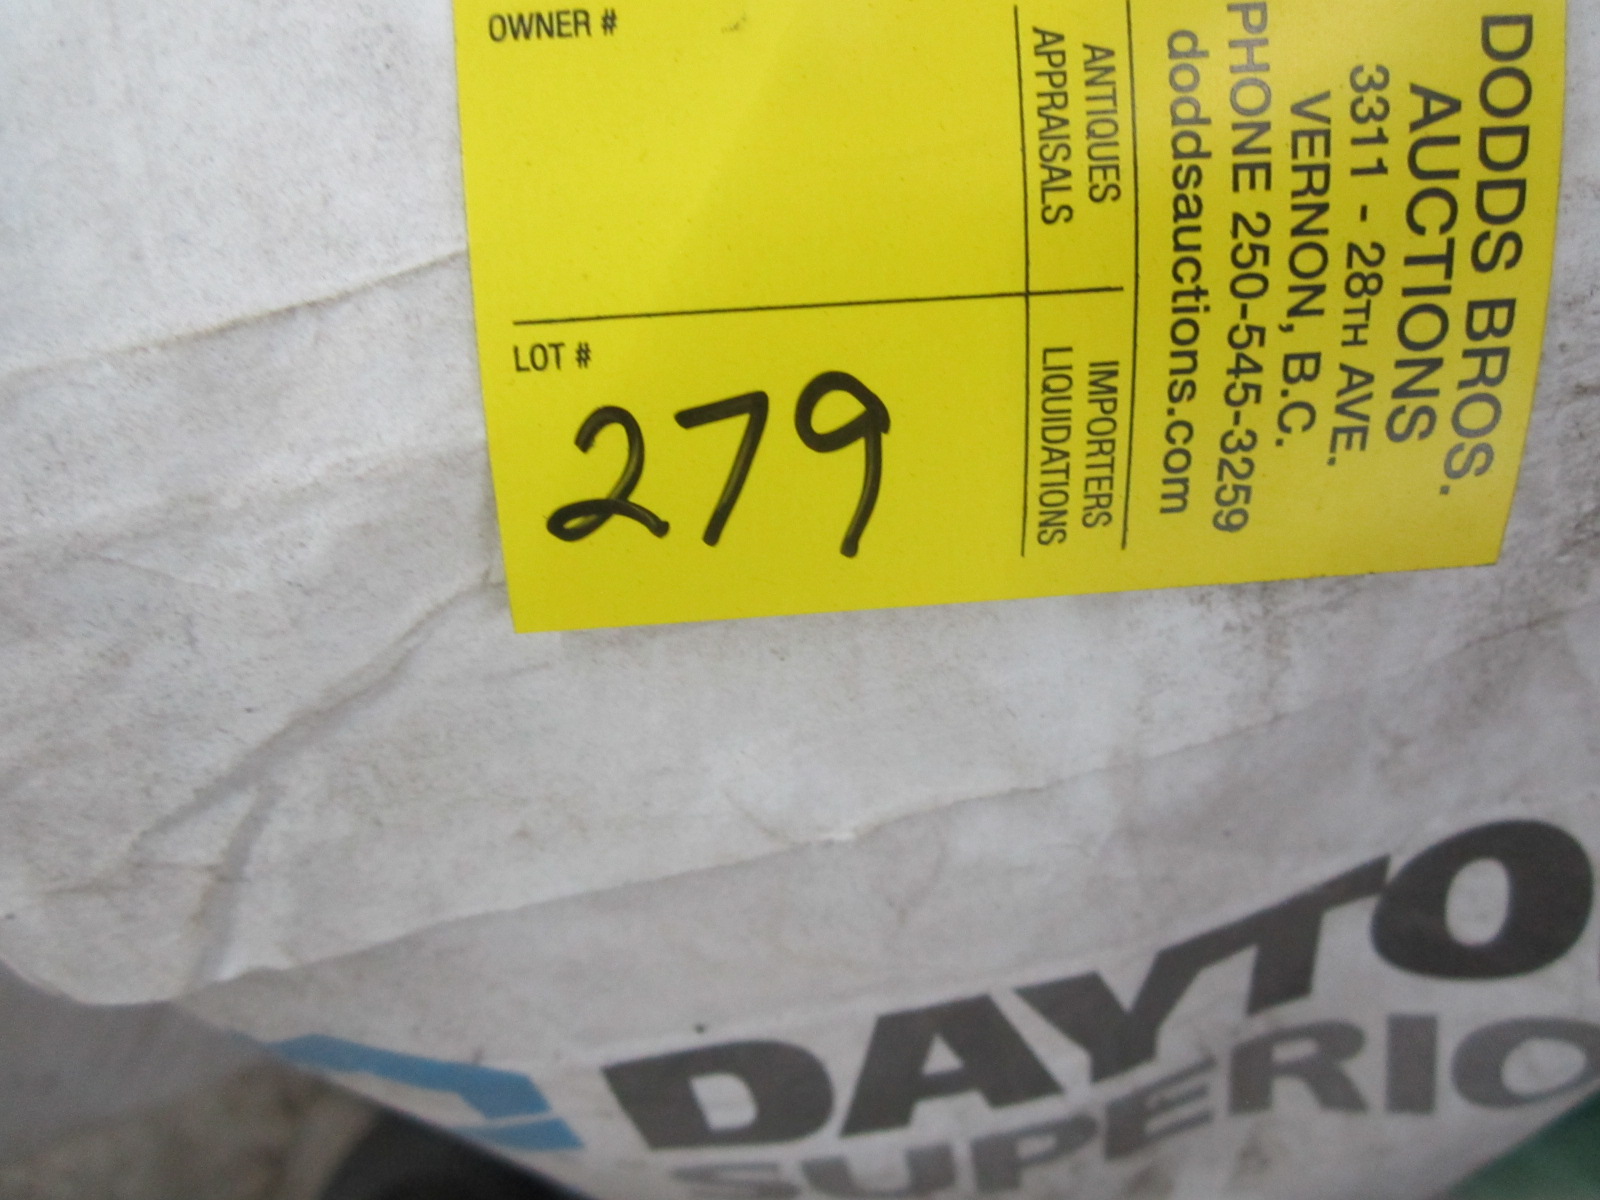 DODDS BROS.
AUCTIONS
3311 - 28TH AVE.
VERNON, B.C.
PHONE 250-545-3259
doddsauctions.com
ANTIQUES
APPRAISALS
IMPORTERS
LIQUIDATIONS
OWNER #
LOT #
279
DAYTO
SUPERIO